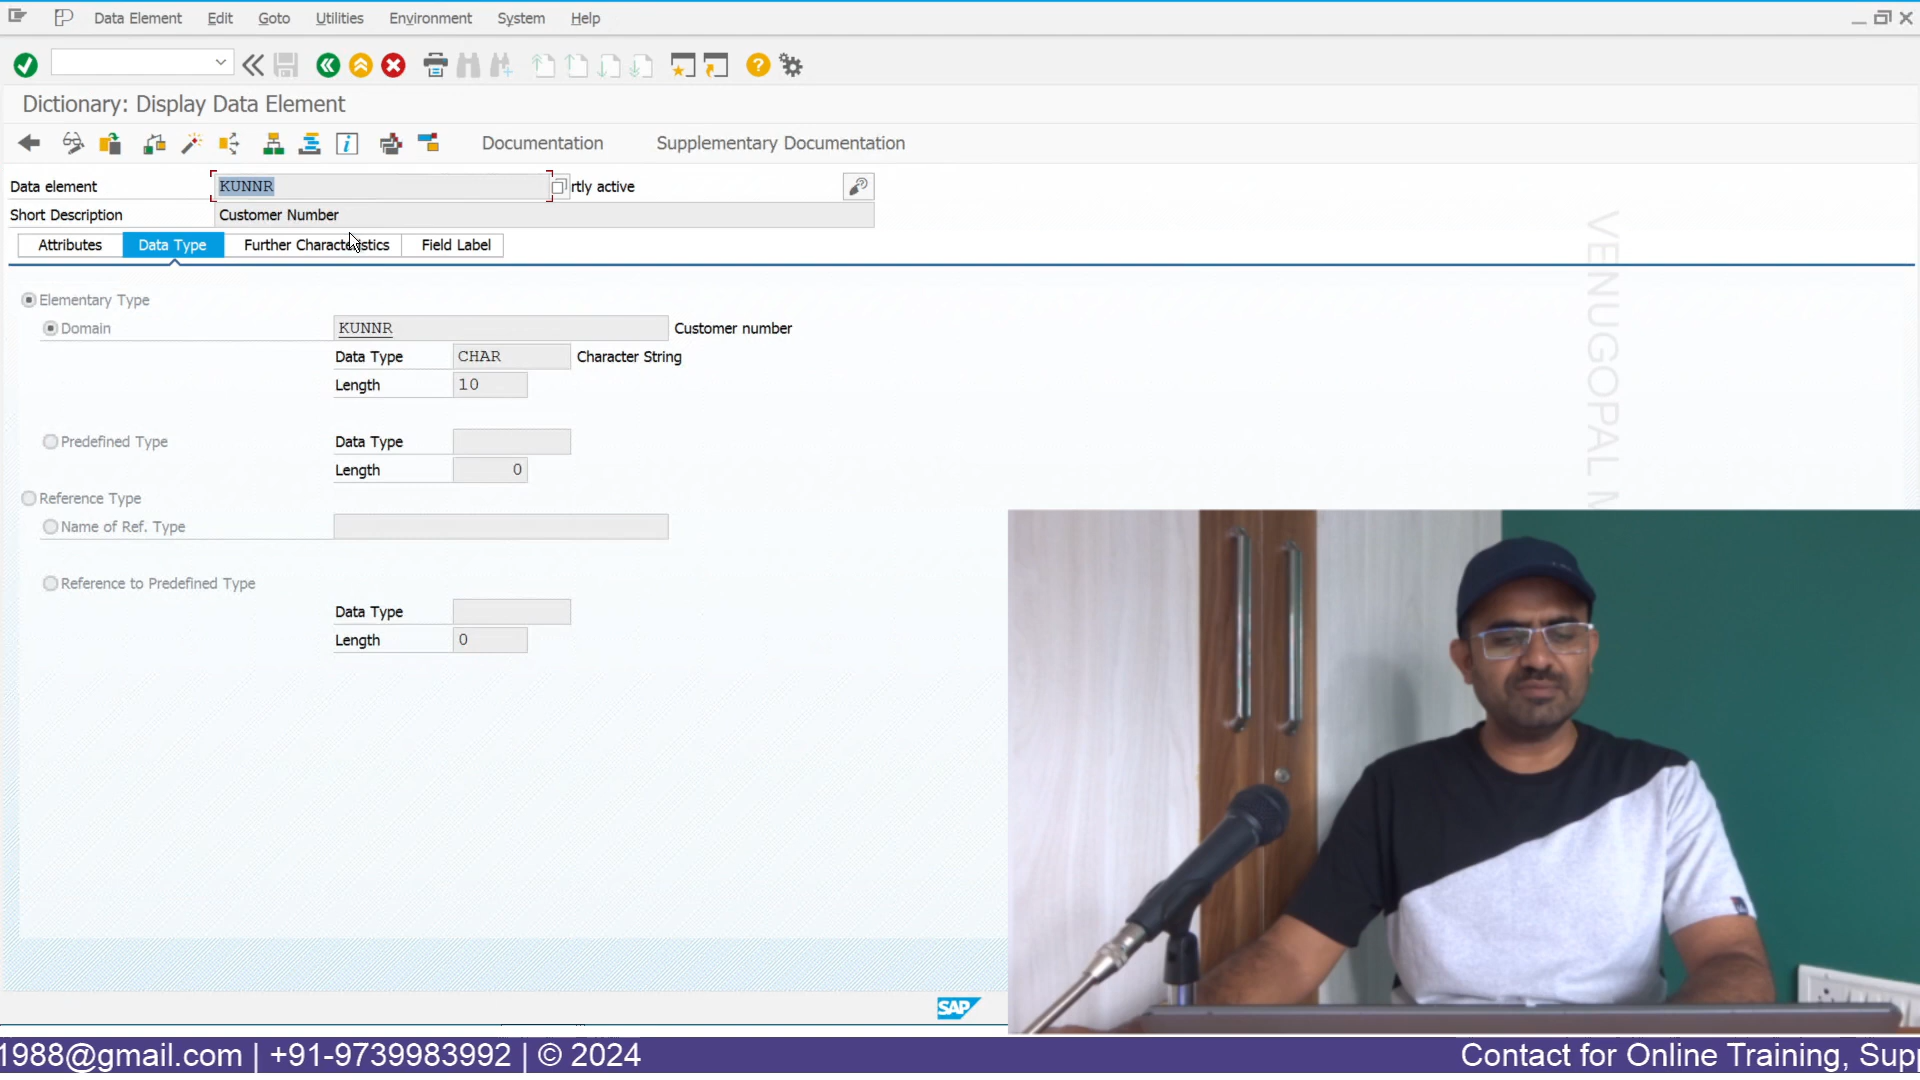 Data Element Edit Goto Utilities Environment System Help
Dictionary: Display Data Element
Documentation Supplementary Documentation
Data element KUNNR rtly active
Short Description Customer Number
Attributes Data Type Further Characteristics Field Label
Elementary Type
Domain KUNNR Customer number
Data Type CHAR Character String
Length 10
Predefined Type Data Type
Length 0
Reference Type
Name of Ref. Type
Reference to Predefined Type
Data Type
Length 0
VENUGOPAL M
SAP
1988@gmail.com | +91-9739983992 | © 2024 Contact for Online Training, Supp